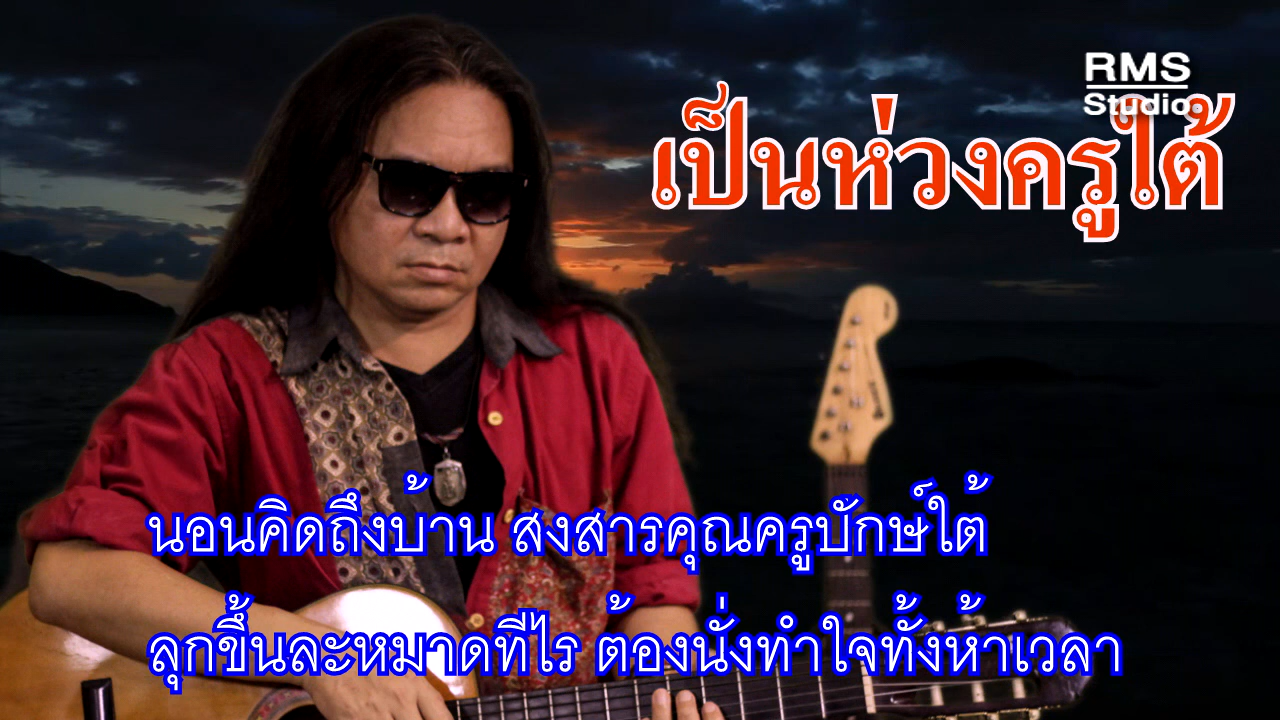 RMS
Studio
เป็นห่วงครูใต้
นอนคิดถึงบ้าน สงสารคุณครูบักษ์ใต้
ลุกขึ้นละหมาดทีไร ต้องนั่งทำใจทั้งห้าเวลา